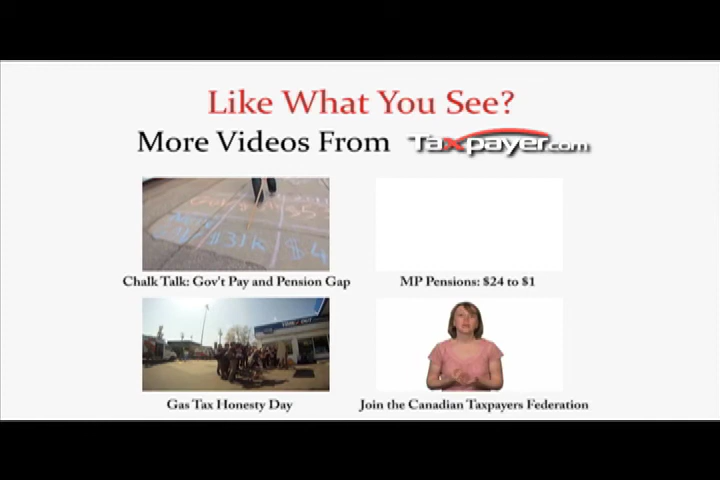 Like What You See?
More Videos From Taxpayer.com
Chalk Talk: Gov't Pay and Pension Gap
MP Pensions: $24 to $1
Gas Tax Honesty Day
Join the Canadian Taxpayers Federation